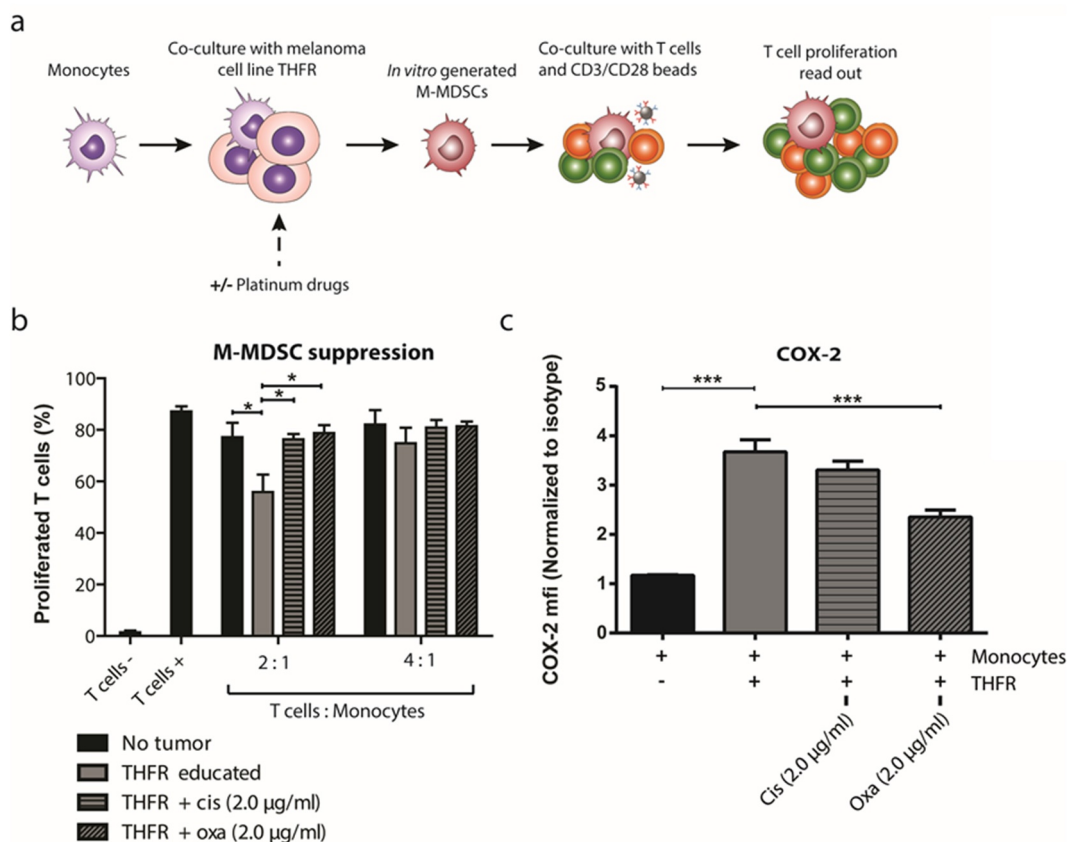 a
Monocytes
Co-culture with melanoma
cell line THFR
In vitro generated
M-MDSCs
Co-culture with T cells
and CD3/CD28 beads
T cell proliferation
read out
+/- Platinum drugs
b
M-MDSC suppression
Proliferated T cells (%)
100
80
60
40
20
0
*
*
*
T cells -
T cells +
2 : 1
4 : 1
T cells : Monocytes
No tumor
THFR educated
THFR + cis (2.0 µg/ml)
THFR + oxa (2.0 µg/ml)
c
COX-2
COX-2 mfi (Normalized to isotype)
5
4
3
2
1
0
***
***
+ + + + Monocytes
- + + + THFR
Cis (2.0 µg/ml)
Oxa (2.0 µg/ml)